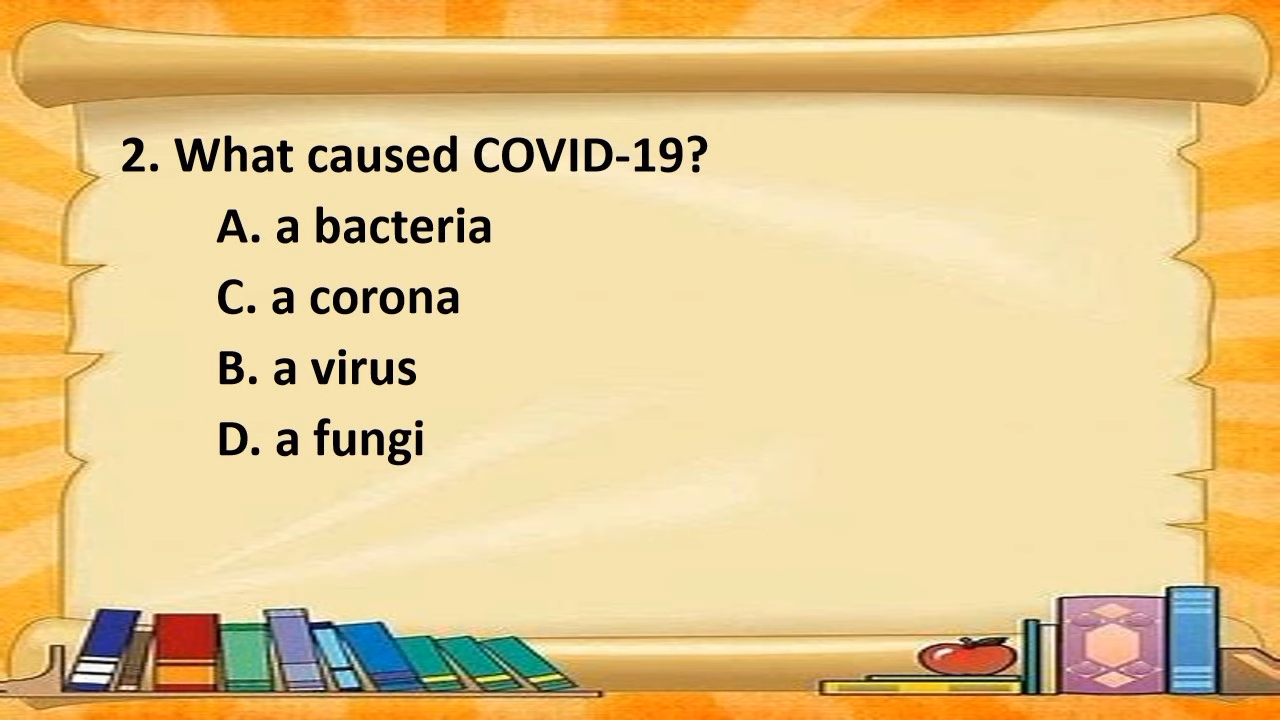 2. What caused COVID-19?
A. a bacteria
C. a corona
B. a virus
D. a fungi